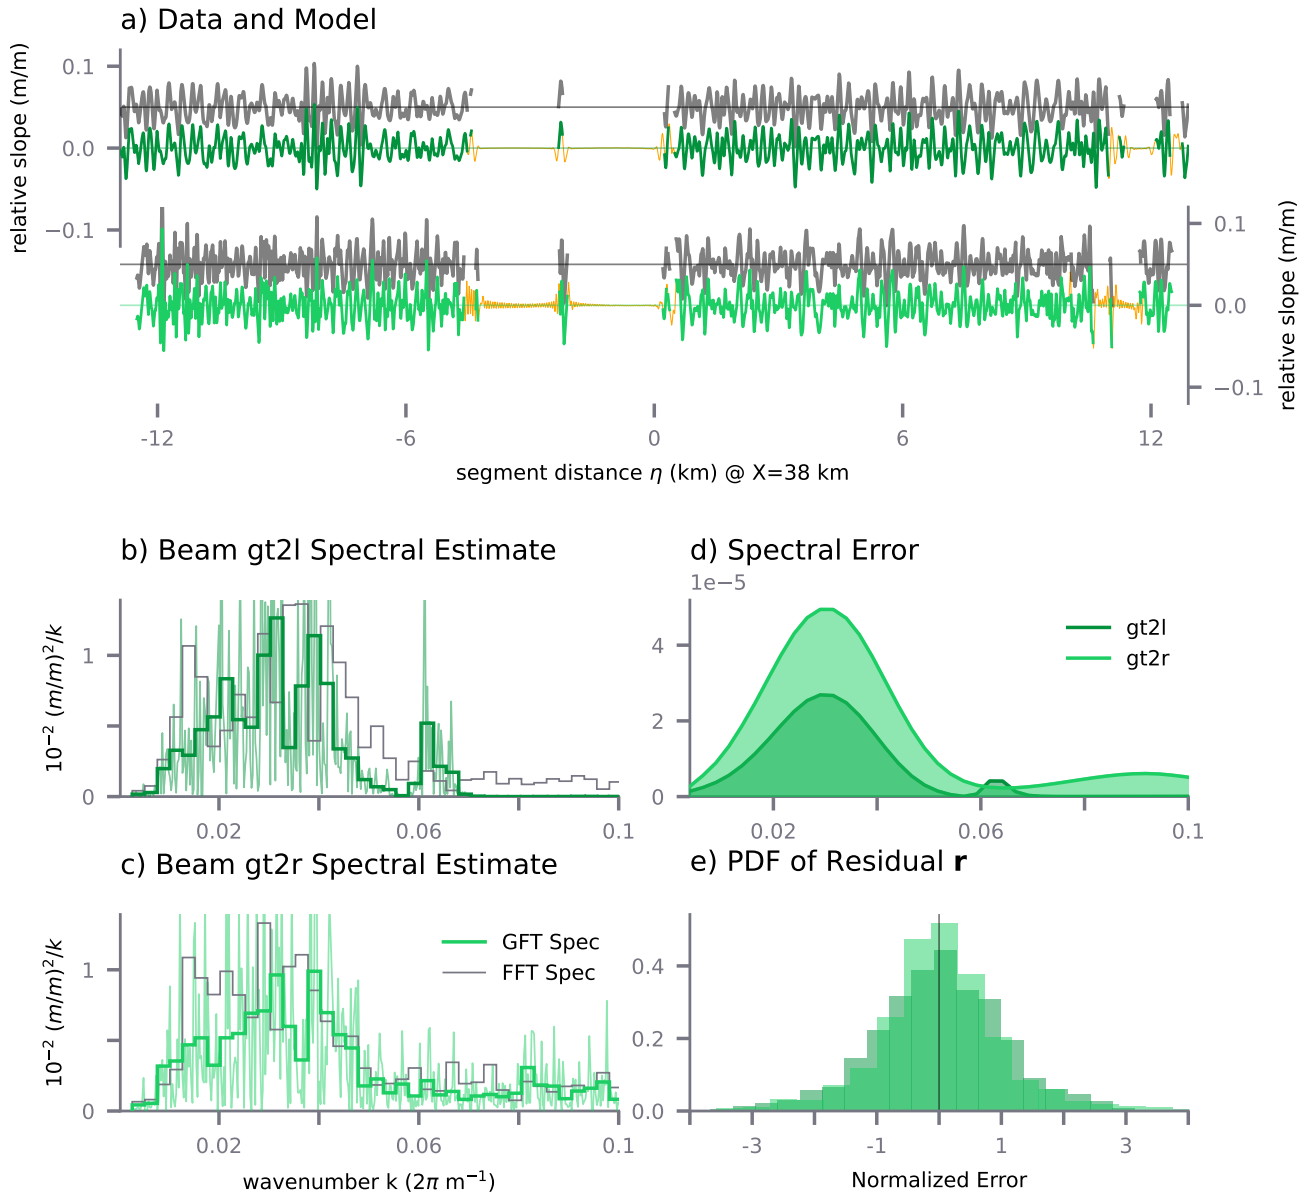 a) Data and Model
relative slope (m/m)
0.1
0.0
−0.1
relative slope (m/m)
0.1
0.0
−0.1
-12 -6 0 6 12
segment distance η (km) @ X=38 km
b) Beam gt2l Spectral Estimate
10⁻² (m/m)²/k
1
0
0.02 0.06 0.1
d) Spectral Error
1e−5
4
2
0
gt2l
gt2r
0.02 0.06 0.1
c) Beam gt2r Spectral Estimate
10⁻² (m/m)²/k
1
0
GFT Spec
FFT Spec
0.02 0.06 0.1
wavenumber k (2π m⁻¹)
e) PDF of Residual r
0.4
0.2
0.0
-3 -1 1 3
Normalized Error